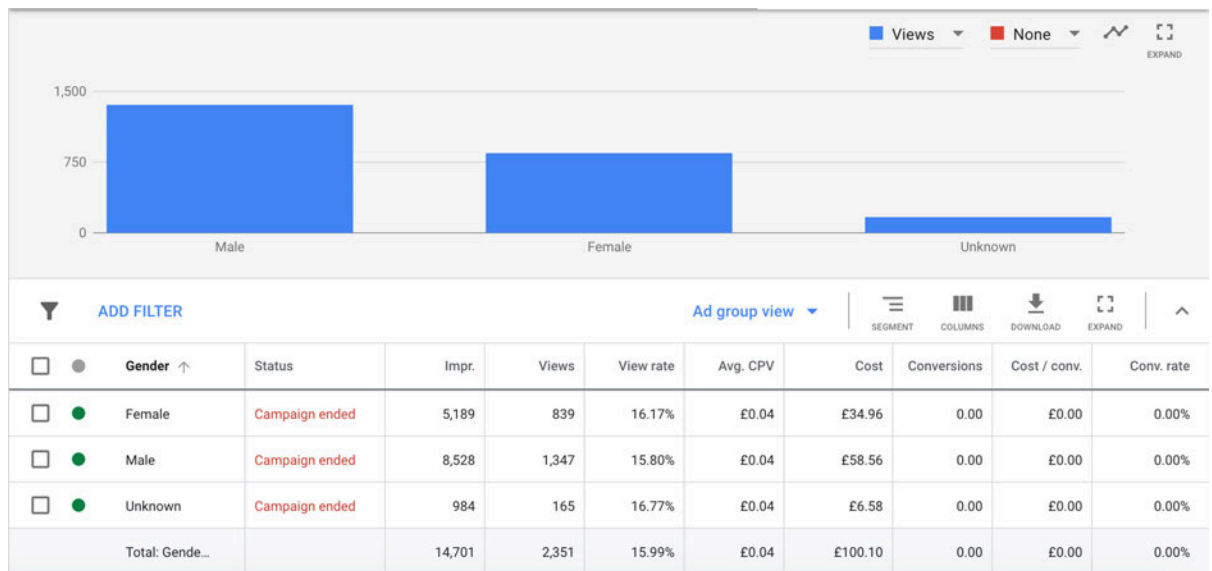 Views None
EXPAND
1,500
750
0
Male Female Unknown
ADD FILTER Ad group view SEGMENT COLUMNS DOWNLOAD EXPAND
Gender Status Impr. Views View rate Avg. CPV Cost Conversions Cost / conv. Conv. rate
Female Campaign ended 5,189 839 16.17% £0.04 £34.96 0.00 £0.00 0.00%
Male Campaign ended 8,528 1,347 15.80% £0.04 £58.56 0.00 £0.00 0.00%
Unknown Campaign ended 984 165 16.77% £0.04 £6.58 0.00 £0.00 0.00%
Total: Gende... 14,701 2,351 15.99% £0.04 £100.10 0.00 £0.00 0.00%